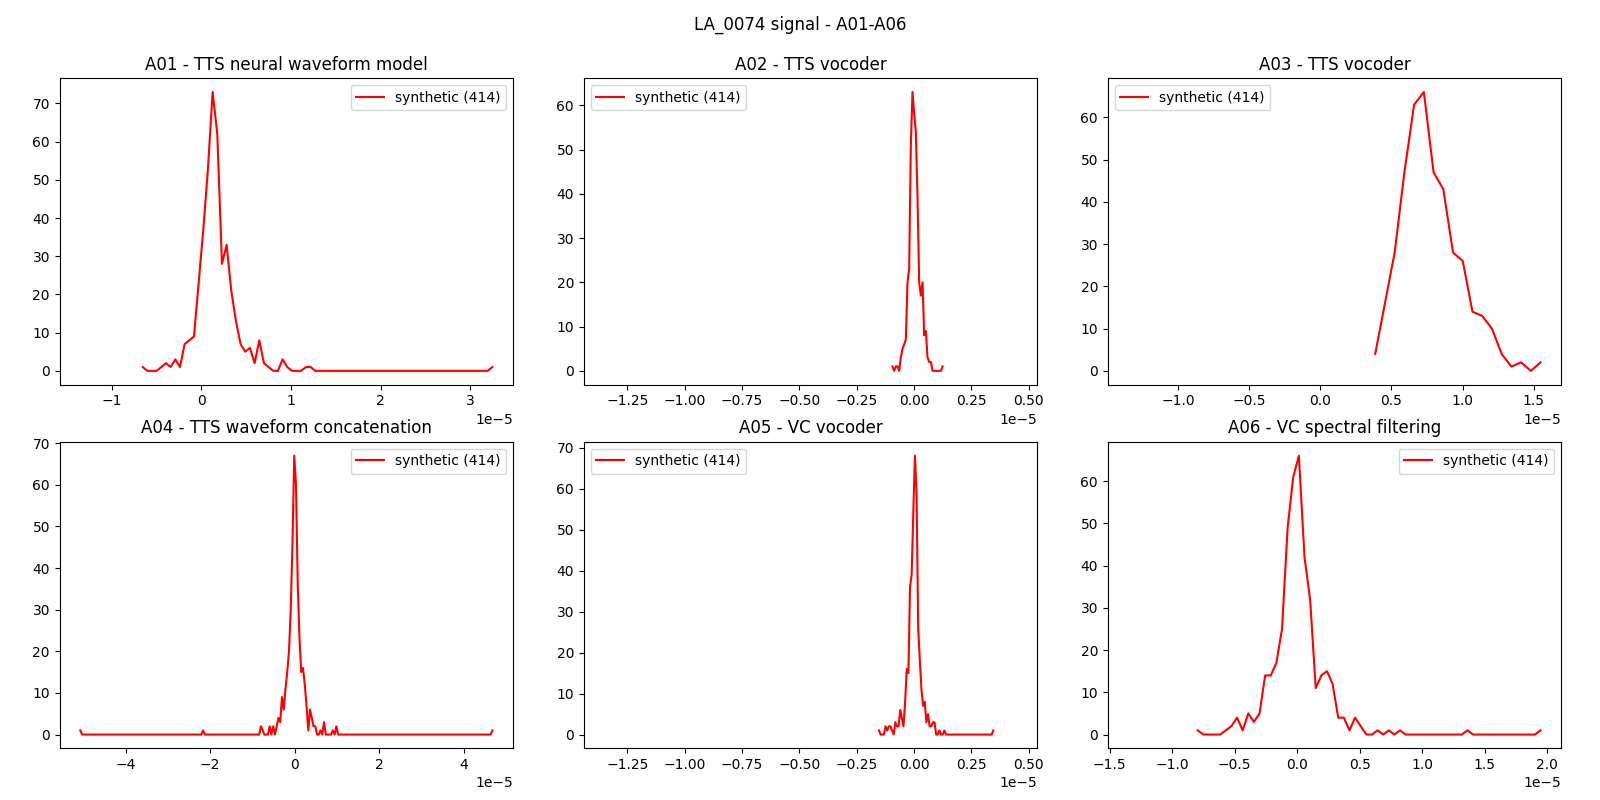 LA_0074 signal - A01-A06
A01 - TTS neural waveform model
synthetic (414)
70
60
50
40
30
20
10
0
−1 0 1 2 3
1e−5
A02 - TTS vocoder
synthetic (414)
60
50
40
30
20
10
0
−1.25 −1.00 −0.75 −0.50 −0.25 0.00 0.25 0.50
1e−5
A03 - TTS vocoder
synthetic (414)
60
50
40
30
20
10
0
−1.0 −0.5 0.0 0.5 1.0 1.5
1e−5
A04 - TTS waveform concatenation
synthetic (414)
70
60
50
40
30
20
10
0
−4 −2 0 2 4
1e−5
A05 - VC vocoder
synthetic (414)
70
60
50
40
30
20
10
0
−1.25 −1.00 −0.75 −0.50 −0.25 0.00 0.25 0.50
1e−5
A06 - VC spectral filtering
synthetic (414)
60
50
40
30
20
10
0
−1.5 −1.0 −0.5 0.0 0.5 1.0 1.5 2.0
1e−5